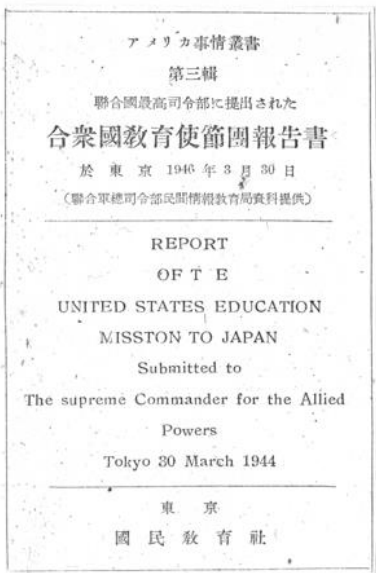 アメリカ事情叢書
第三輯
聯合國最高司令部に提出された
合衆國敎育使節團報告書
於東京 1946年3月30日
(聯合軍總司令部民間情報敎育局資料提供)
REPORT
OF T E
UNITED STATES EDUCATION
MISSTON TO JAPAN
Submitted to
The supreme Commander for the Allied
Powers
Tokyo 30 March 1944
東京
國民敎育社